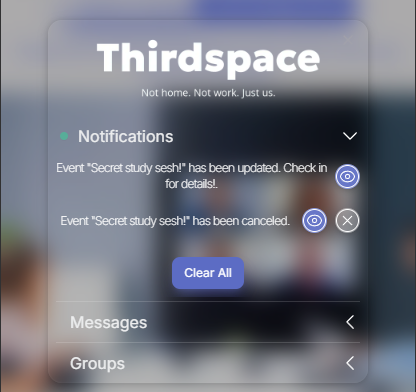 Thirdspace
Not home. Not work. Just us.
Notifications
Event "Secret study sesh!" has been updated. Check in
for details!.
Event "Secret study sesh!" has been canceled.
Clear All
Messages
Groups